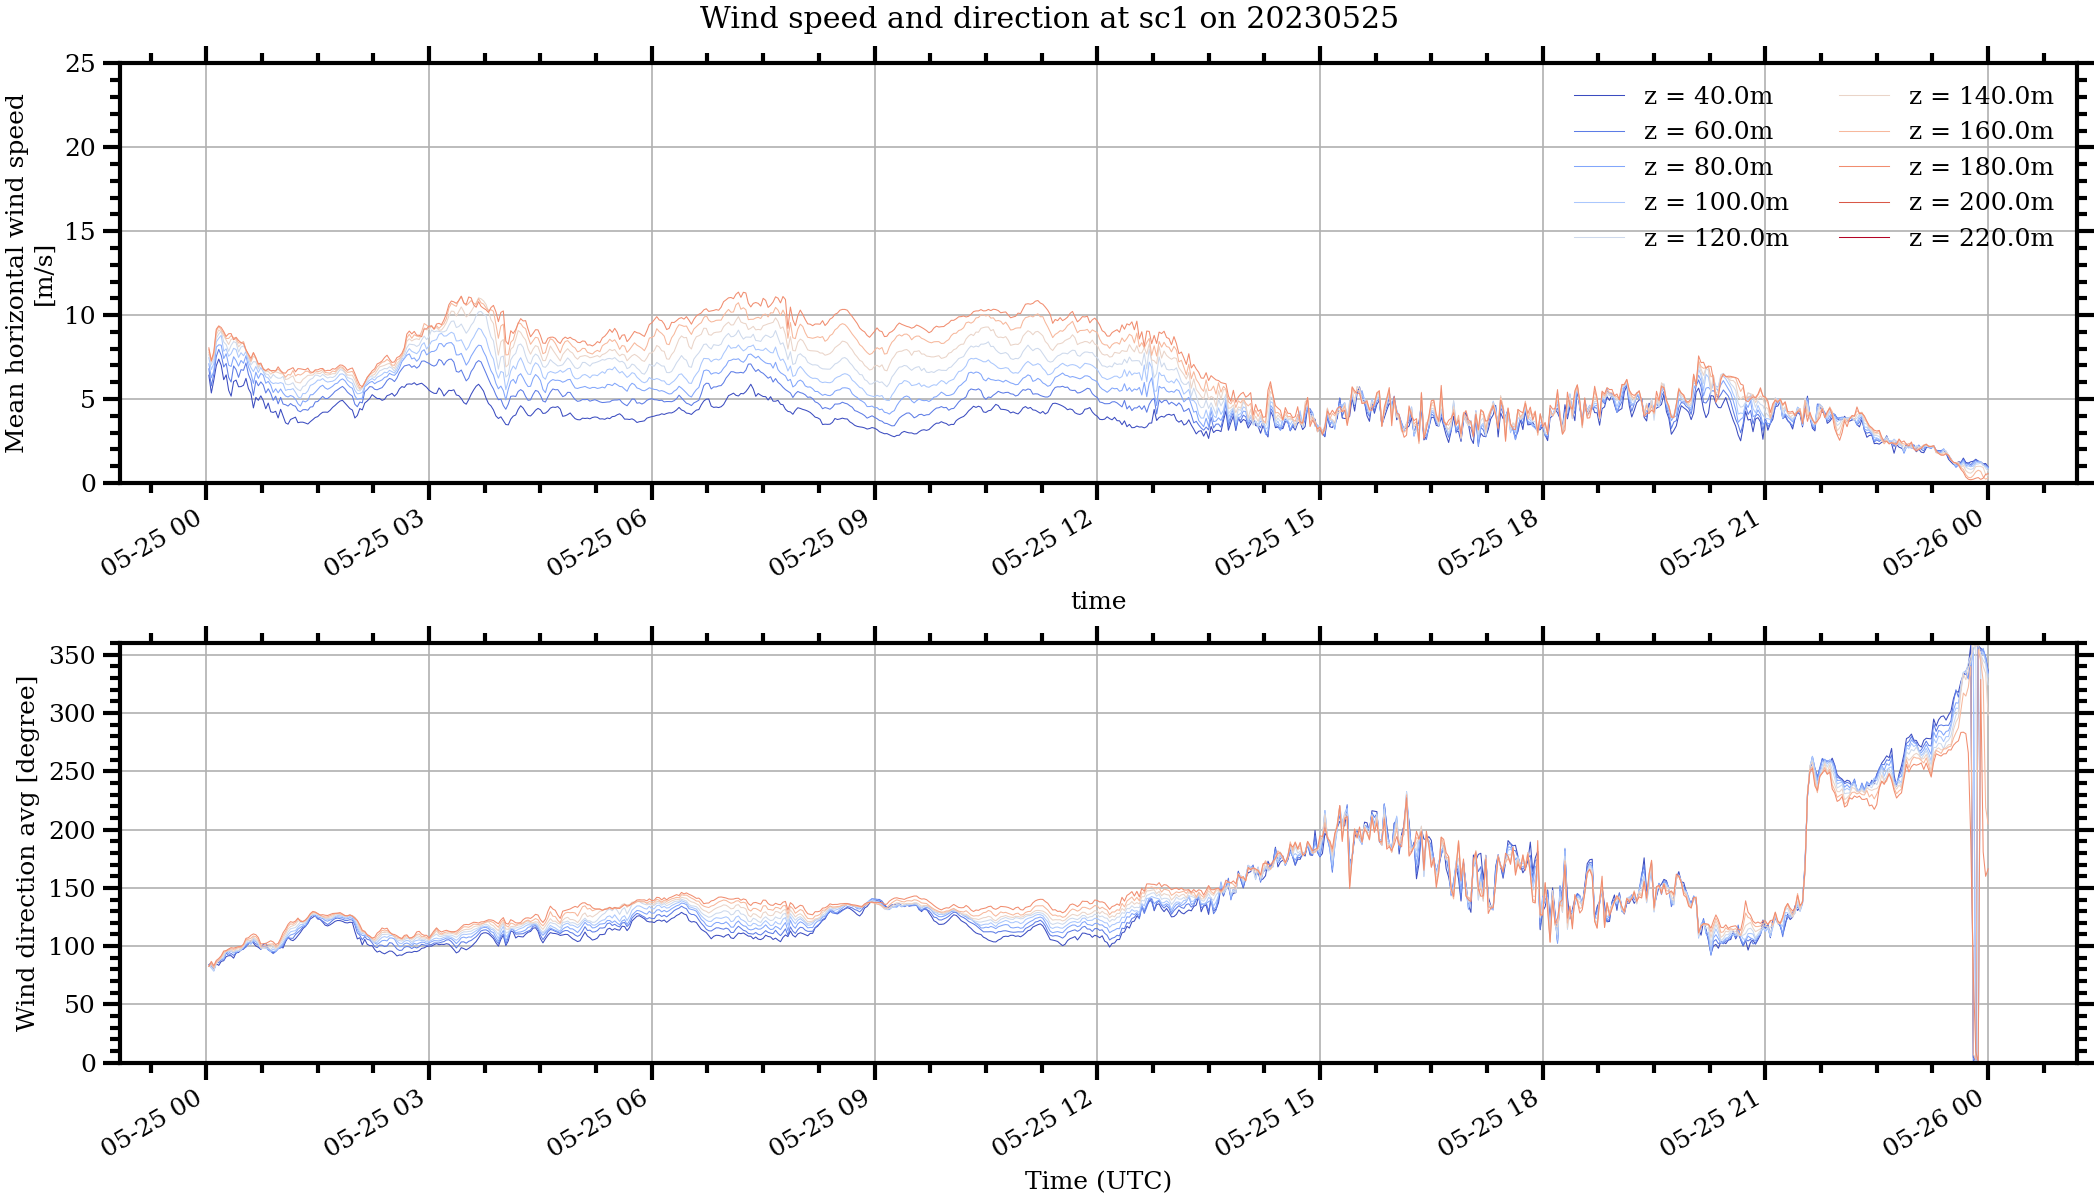 Wind speed and direction at sc1 on 20230525
Mean horizontal wind speed
[m/s]
25
20
15
10
5
0
z = 40.0m
z = 60.0m
z = 80.0m
z = 100.0m
z = 120.0m
z = 140.0m
z = 160.0m
z = 180.0m
z = 200.0m
z = 220.0m
05-25 00
05-25 03
05-25 06
05-25 09
05-25 12
05-25 15
05-25 18
05-25 21
05-26 00
time
Wind direction avg [degree]
350
300
250
200
150
100
50
0
05-25 00
05-25 03
05-25 06
05-25 09
05-25 12
05-25 15
05-25 18
05-25 21
05-26 00
Time (UTC)